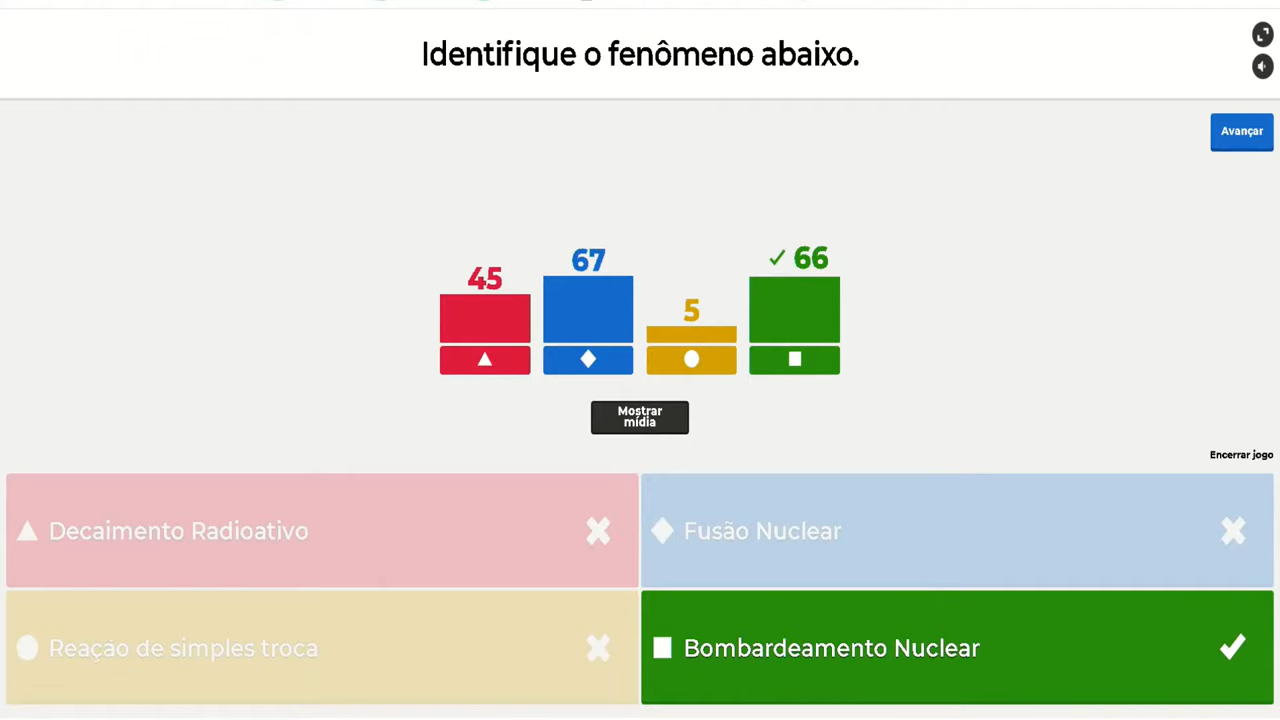 Identifique o fenômeno abaixo.
Avançar
45
67
5
66
Mostrar
mídia
Encerrar jogo
Decaimento Radioativo
Fusão Nuclear
Reação de simples troca
Bombardeamento Nuclear